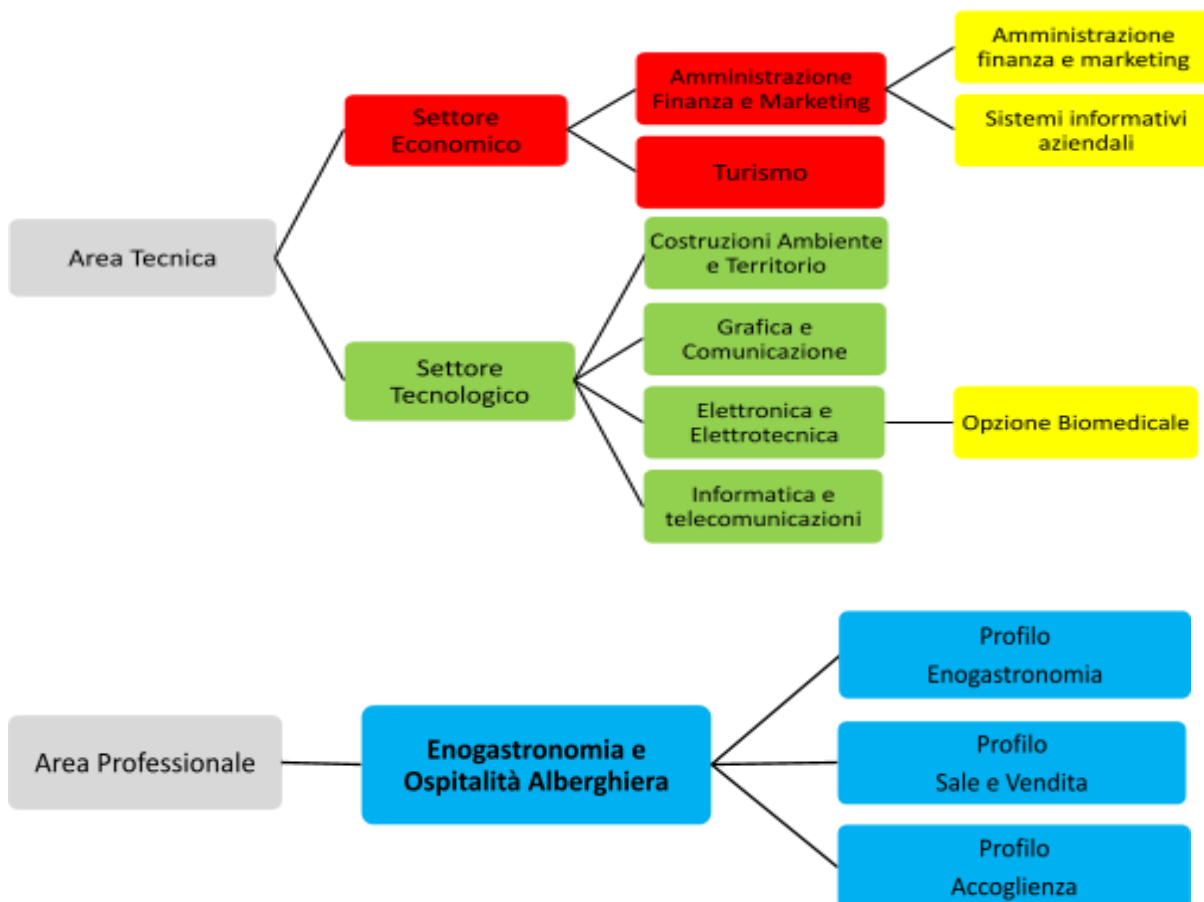 Area Tecnica
Settore
Economico
Amministrazione
Finanza e Marketing
Amministrazione
finanza e marketing
Sistemi informativi
aziendali
Turismo
Settore
Tecnologico
Costruzioni Ambiente
e Territorio
Grafica e
Comunicazione
Elettronica e
Elettrotecnica
Opzione Biomedicale
Informatica e
telecomunicazioni
Area Professionale
Enogastronomia e
Ospitalità Alberghiera
Profilo
Enogastronomia
Profilo
Sale e Vendita
Profilo
Accoglienza